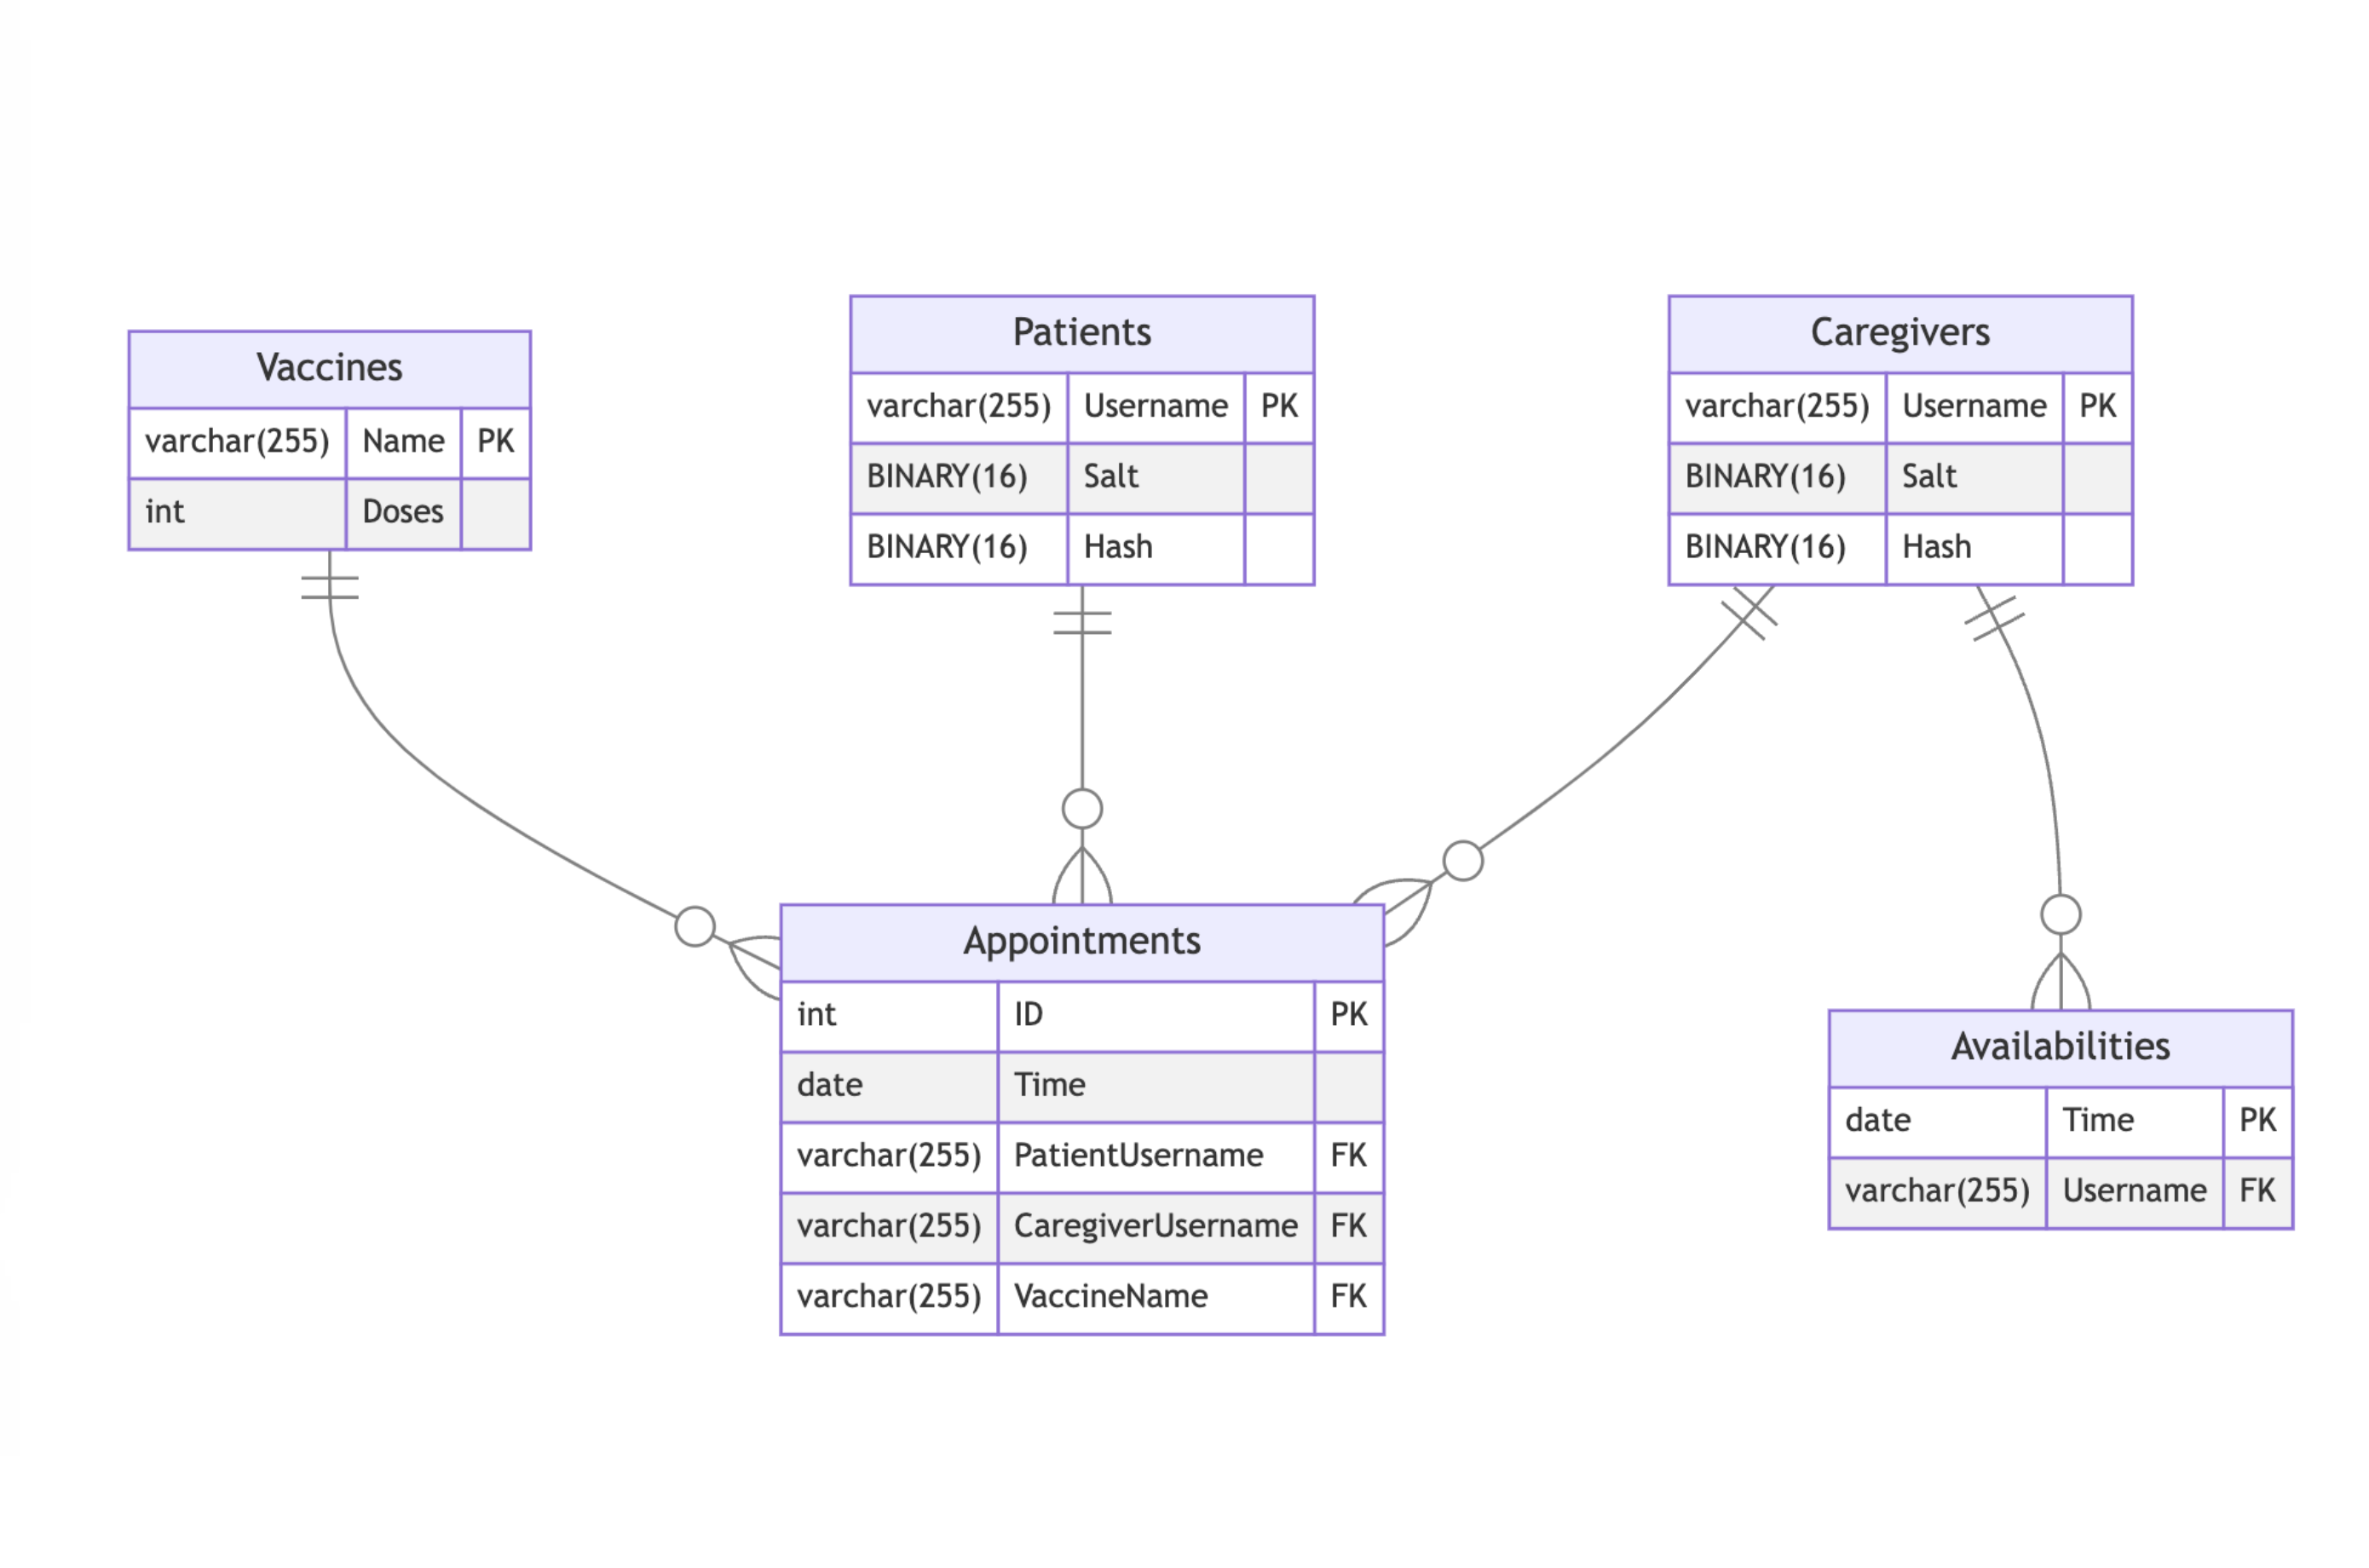 Vaccines
varchar(255) Name PK
int Doses
Patients
varchar(255) Username PK
BINARY(16) Salt
BINARY(16) Hash
Caregivers
varchar(255) Username PK
BINARY(16) Salt
BINARY(16) Hash
Appointments
int ID PK
date Time
varchar(255) PatientUsername FK
varchar(255) CaregiverUsername FK
varchar(255) VaccineName FK
Availabilities
date Time PK
varchar(255) Username FK